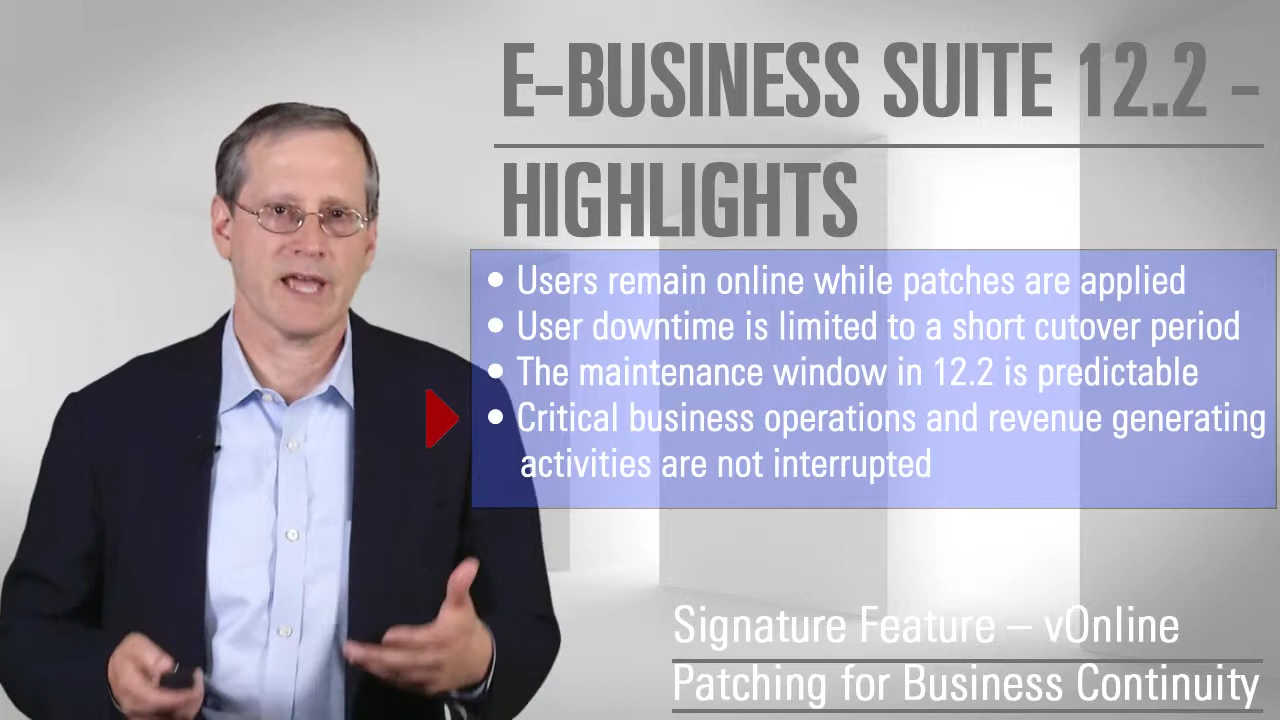 E-BUSINESS SUITE 12.2 -
HIGHLIGHTS
• Users remain online while patches are applied
• User downtime is limited to a short cutover period
• The maintenance window in 12.2 is predictable
• Critical business operations and revenue generating
activities are not interrupted
Signature Feature – vOnline
Patching for Business Continuity